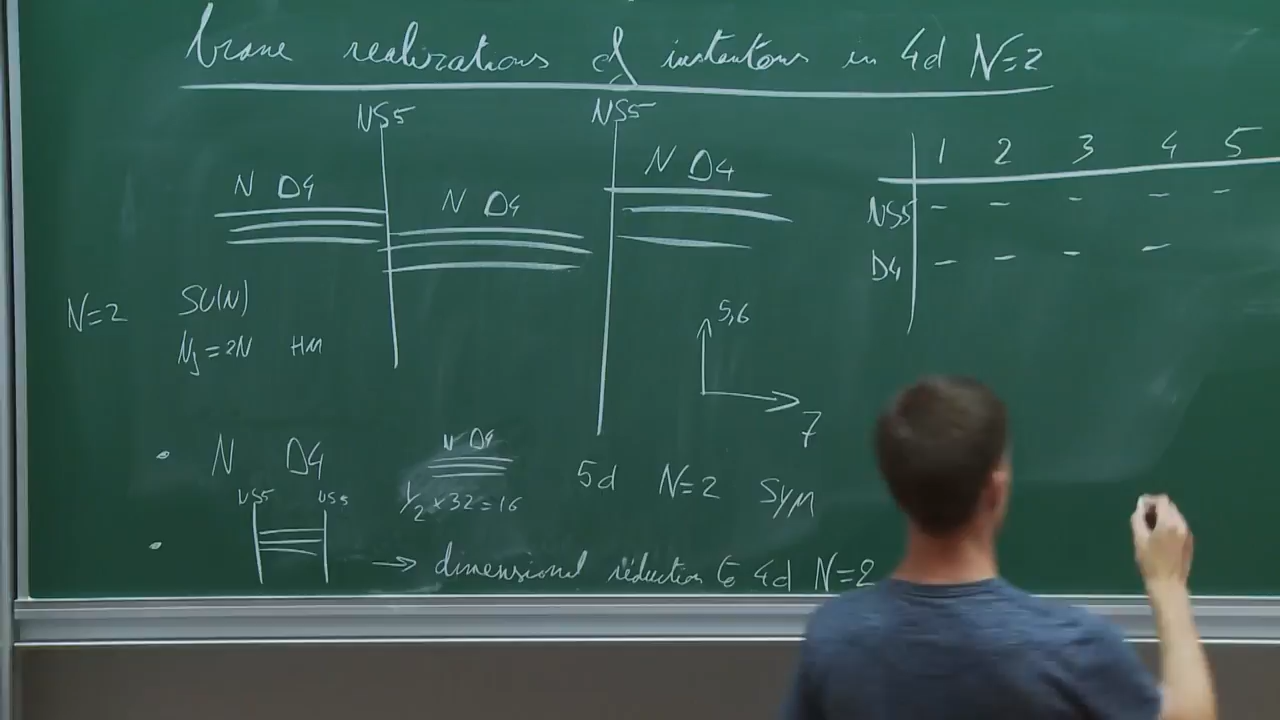 brane realizations of instantons in 4d N=2
NS5 NS5
N D4 N D4 N D4
1 2 3 4 5
NS5 - - - - -
D4 - - - -
N=2 SU(N)
Nf = 2N HM
5,6
7
• N D4 N D4 5d N=2 SYM
NS5 NS5 1/2 × 32 = 16
• → dimensional reduction to 4d N=2